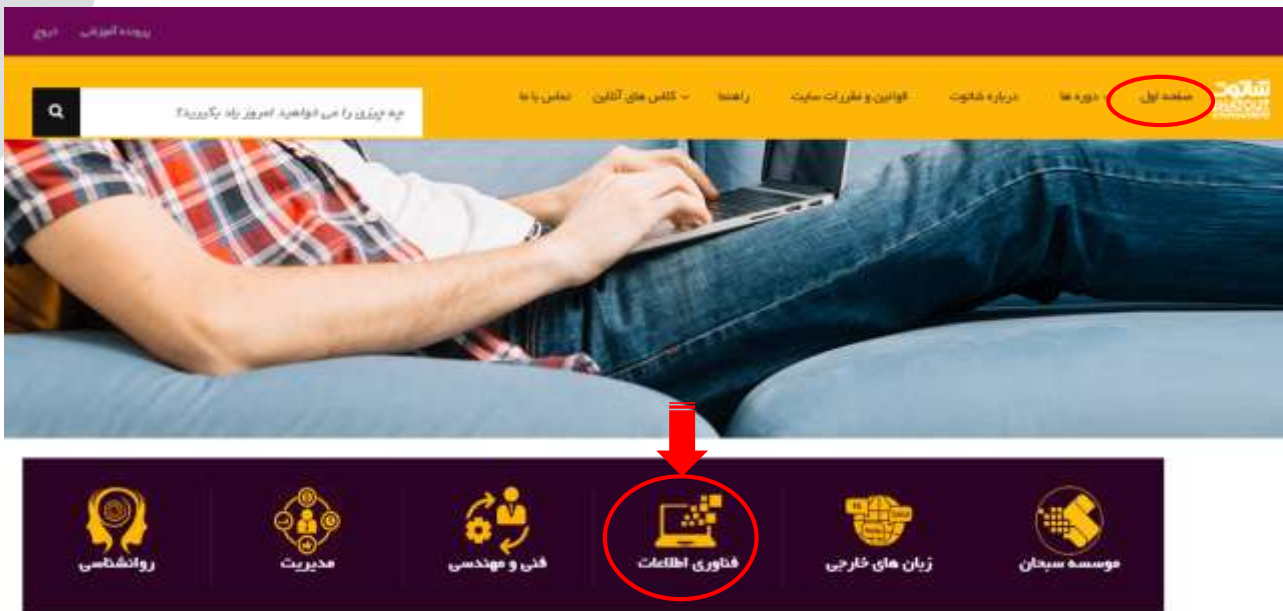 پرونده آموزشی خروج
شاتوت
SHATOUT
صفحه اول دوره ها درباره شاتوت قوانین و مقررات سایت راهنما کلاس های آنلاین تماس با ما
چه چیزی را می خواهید امروز یاد بگیرید؟
موسسه سبحان
زبان های خارجی
فناوری اطلاعات
فنی و مهندسی
مدیریت
روانشناسی